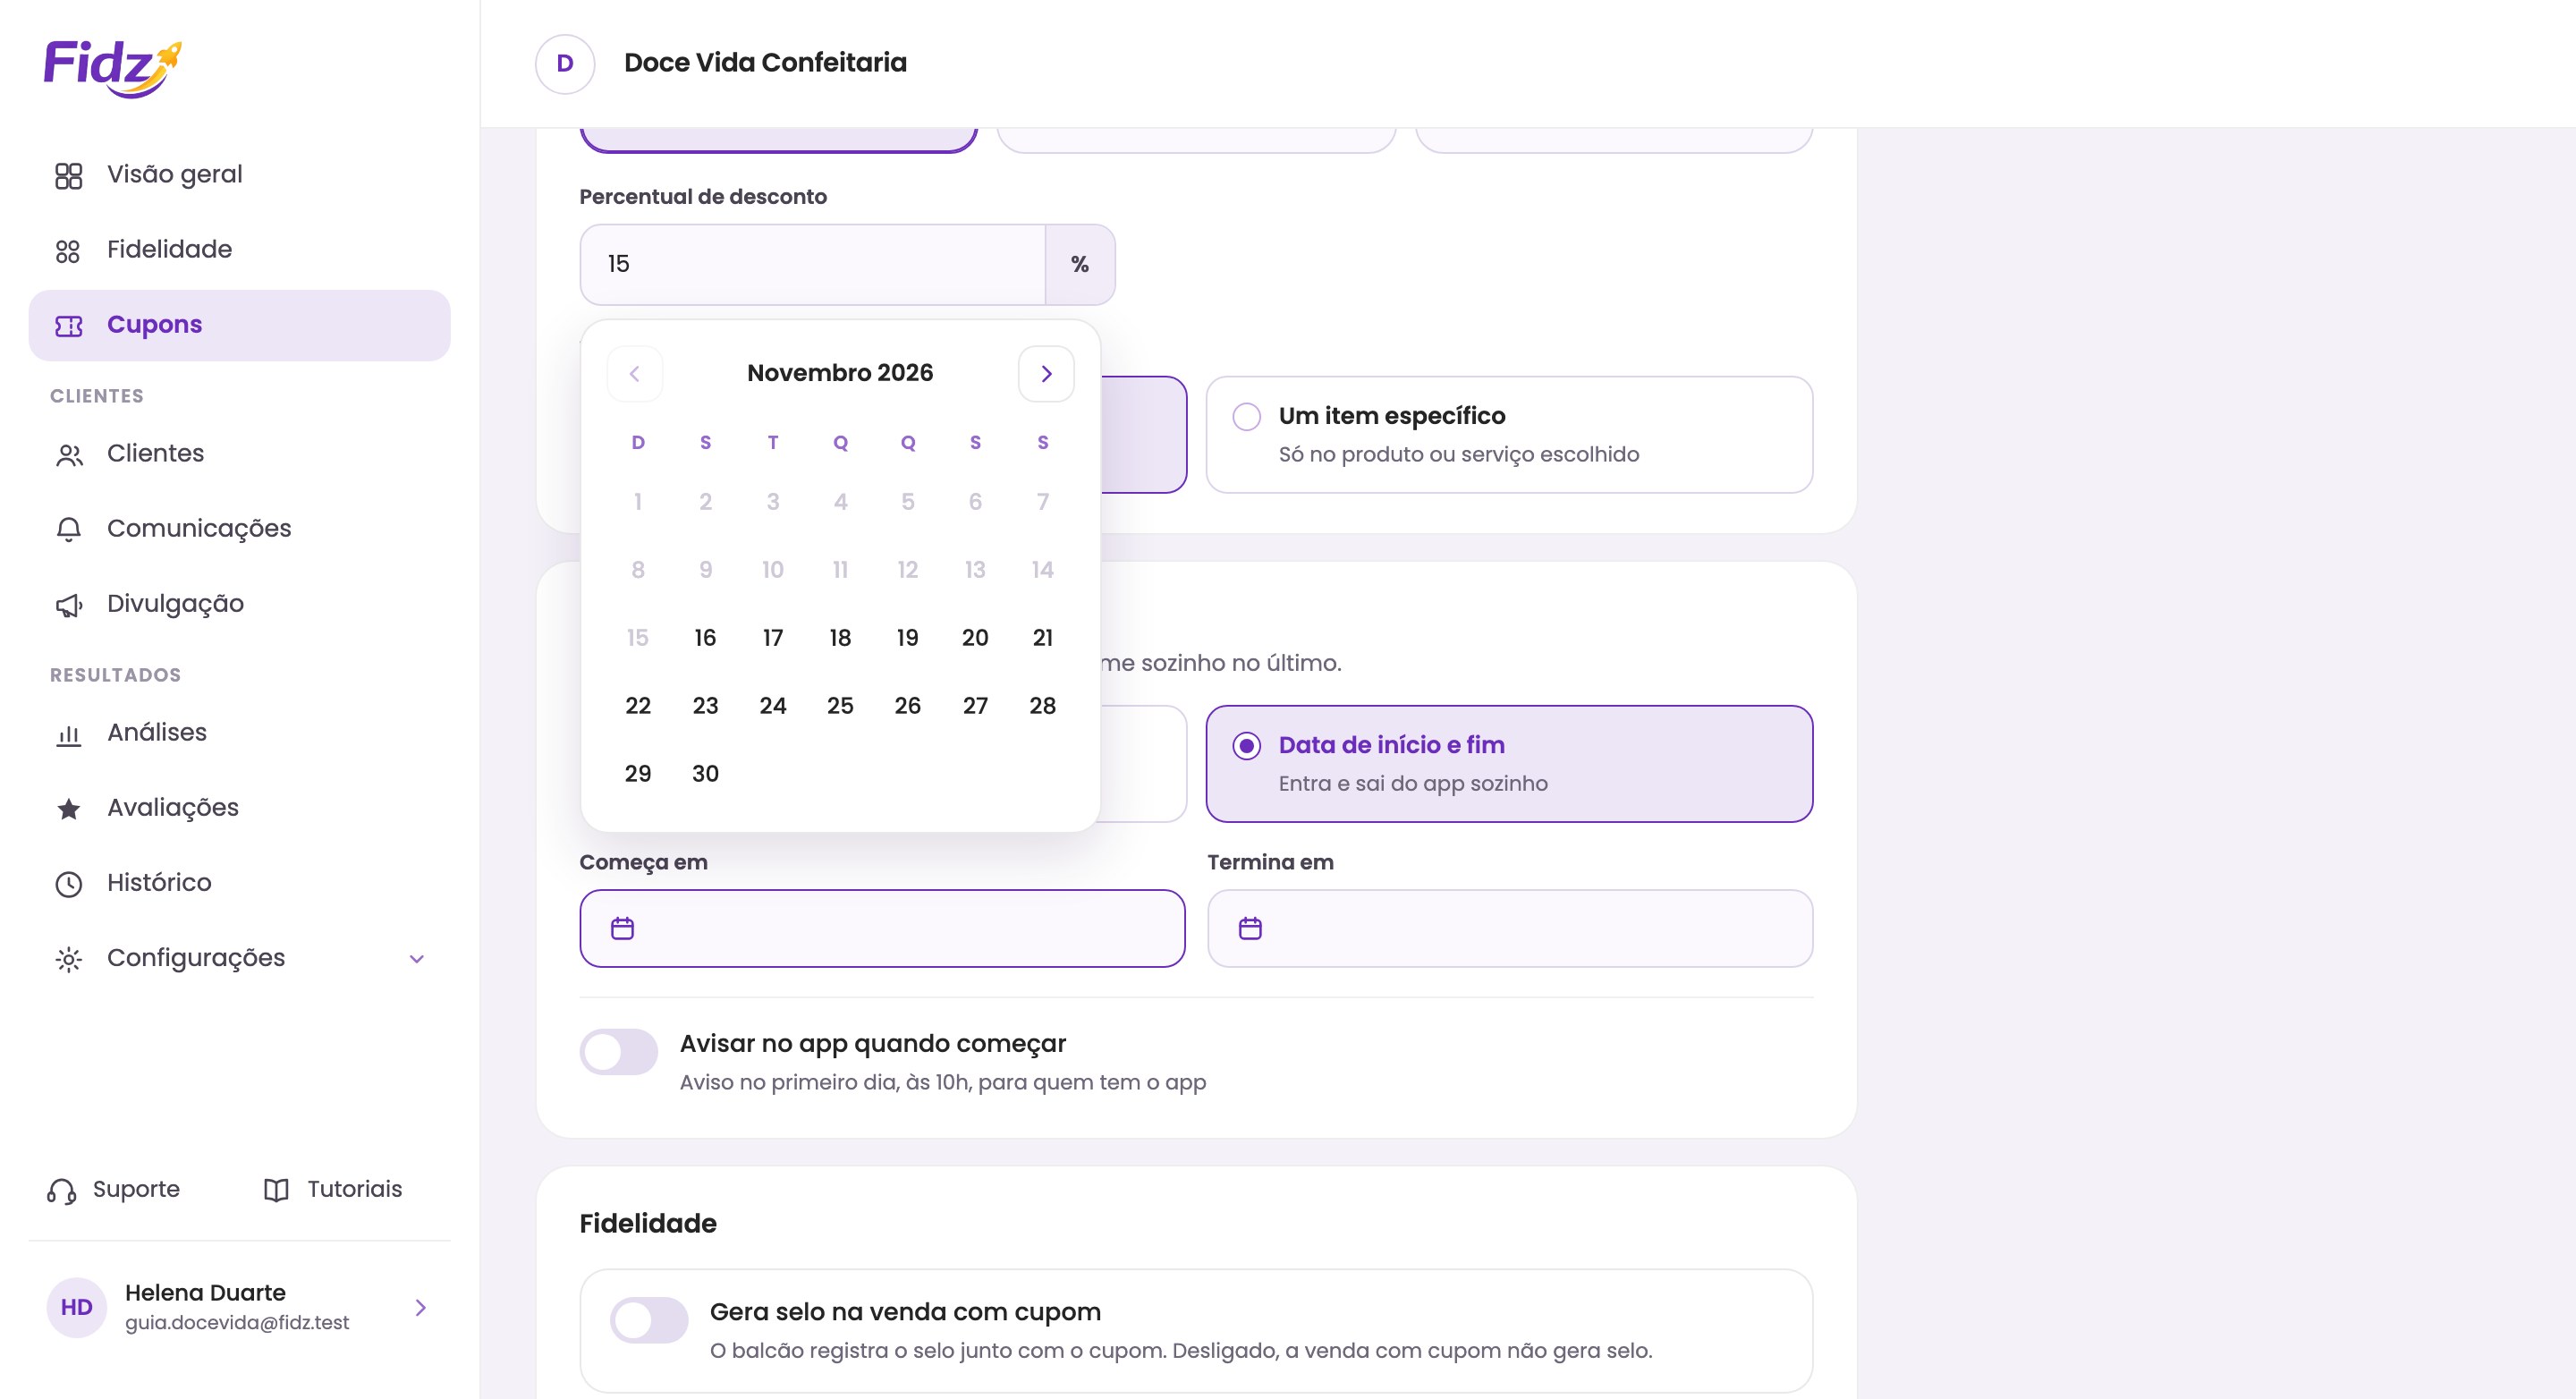 Fidz
Visão geral
Fidelidade
Cupons
CLIENTES
Clientes
Comunicações
Divulgação
RESULTADOS
Análises
Avaliações
Histórico
Configurações
Suporte
Tutoriais
HD
Helena Duarte
guia.docevida@fidz.test
D
Doce Vida Confeitaria
Percentual de desconto
15
%
Novembro 2026
D S T Q Q S S
1 2 3 4 5 6 7
8 9 10 11 12 13 14
15 16 17 18 19 20 21
22 23 24 25 26 27 28
29 30
Um item específico
Só no produto ou serviço escolhido
me sozinho no último.
Data de início e fim
Entra e sai do app sozinho
Começa em
Termina em
Avisar no app quando começar
Aviso no primeiro dia, às 10h, para quem tem o app
Fidelidade
Gera selo na venda com cupom
O balcão registra o selo junto com o cupom. Desligado, a venda com cupom não gera selo.